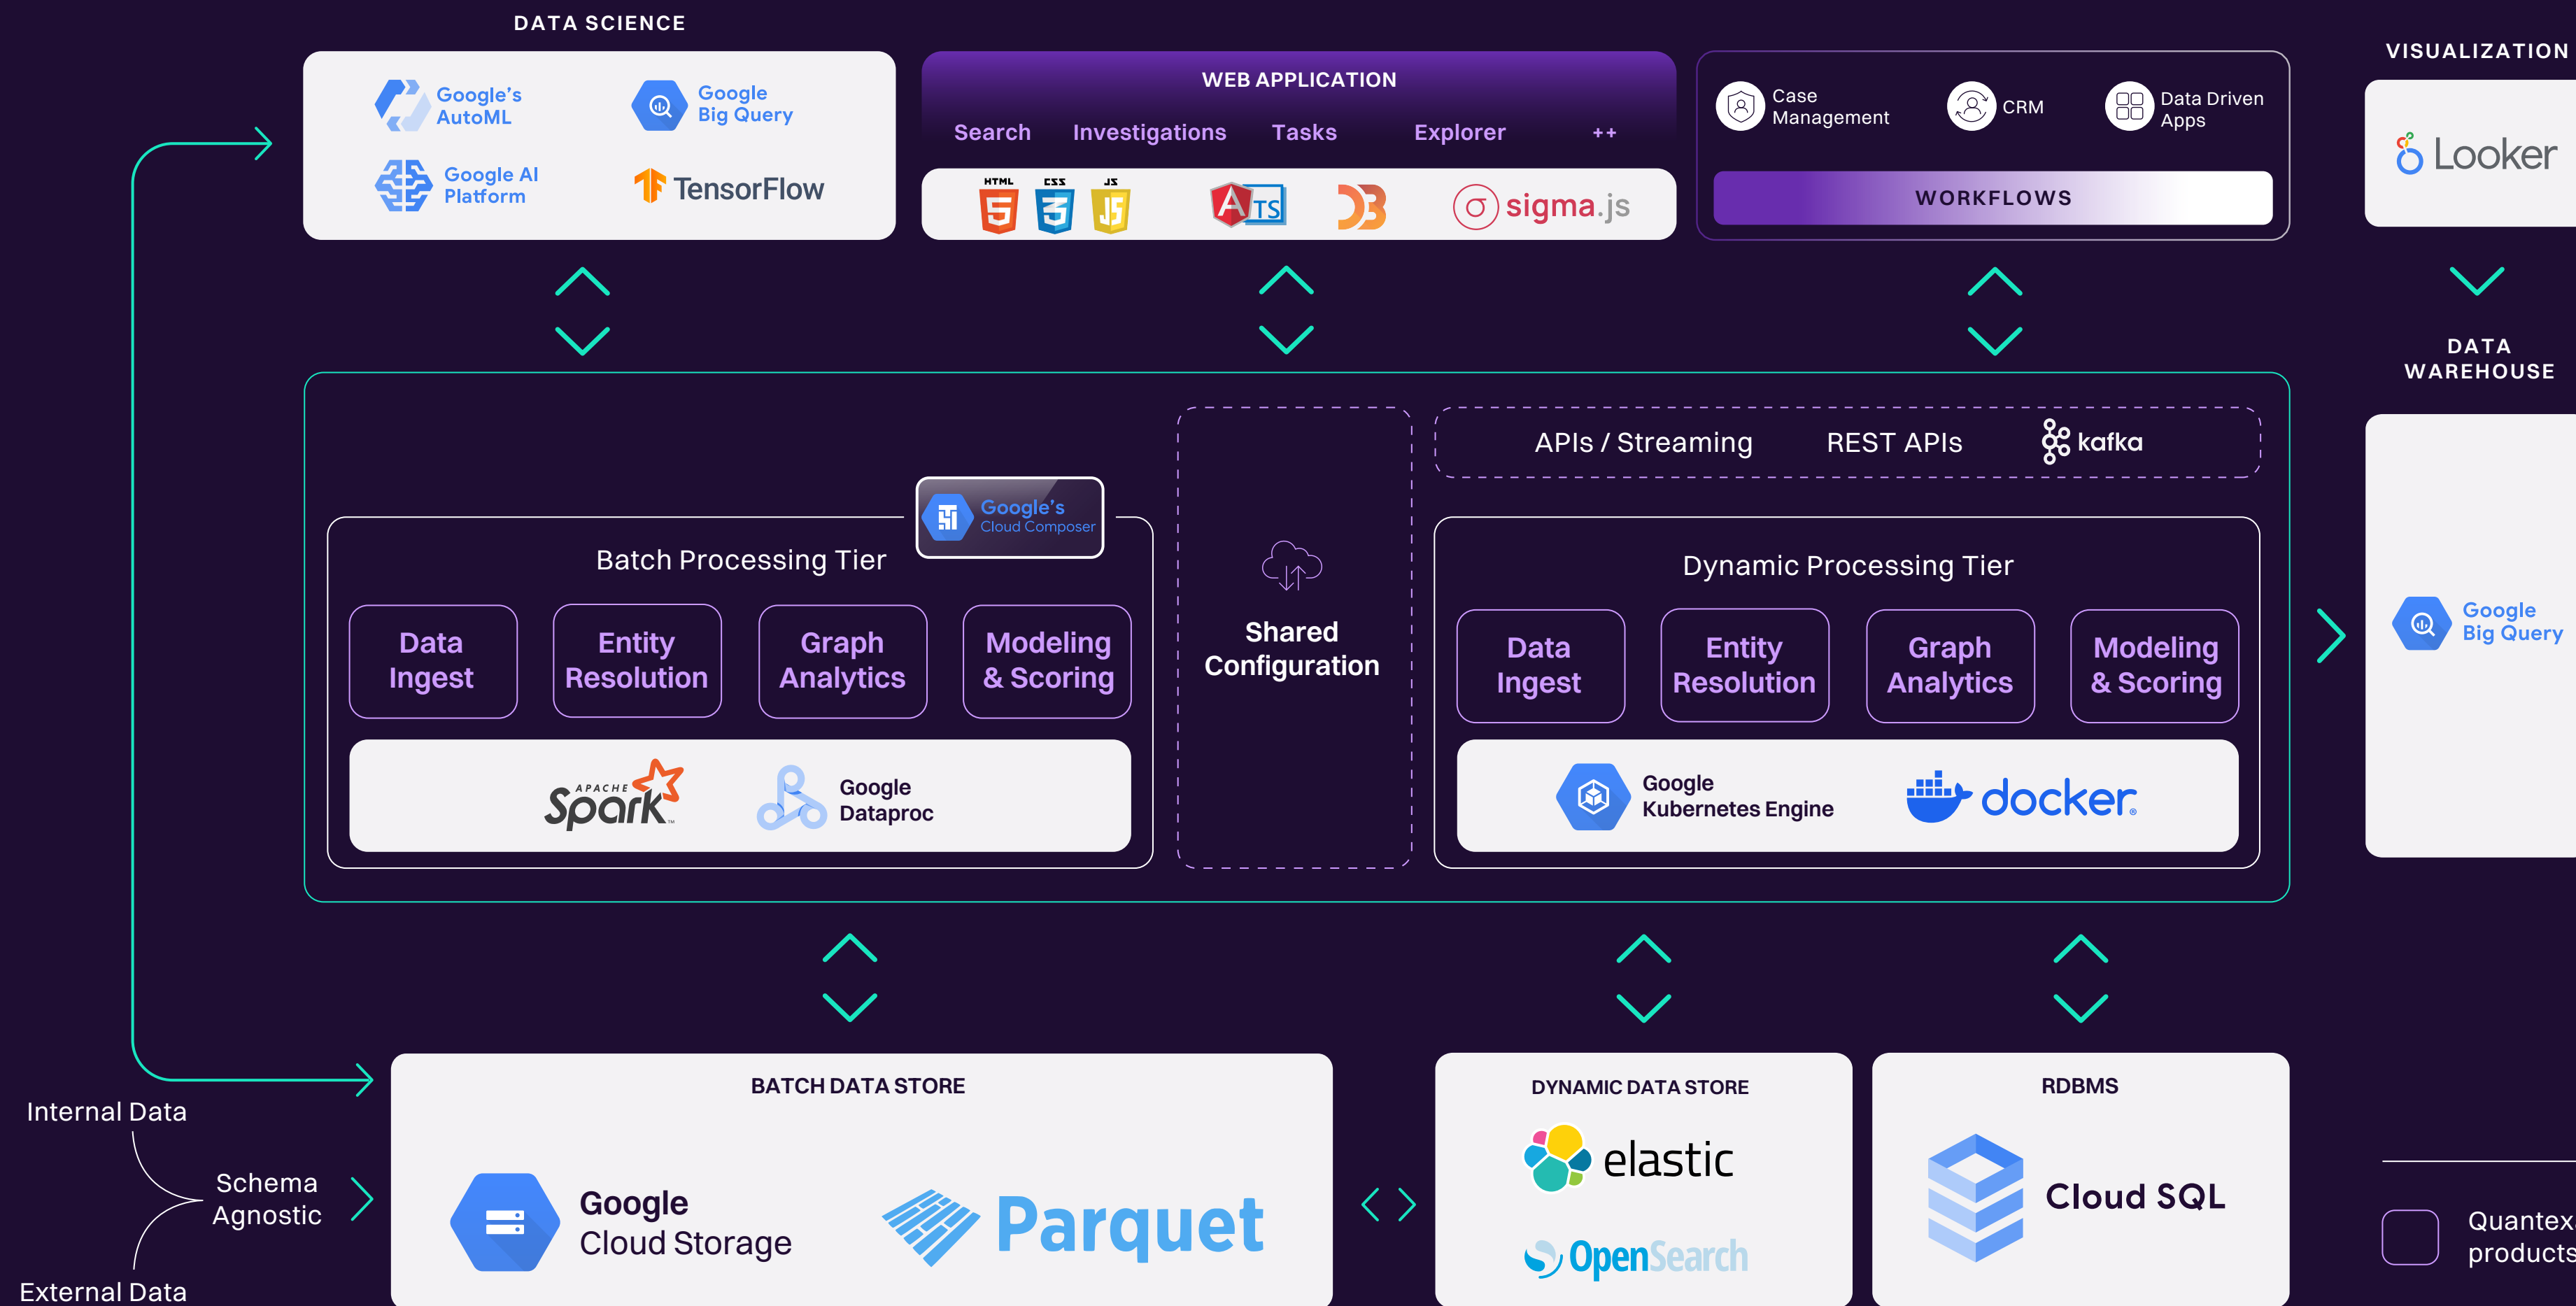 DATA SCIENCE
Google's
AutoML
Google
Big Query
Google AI
Platform
TensorFlow
WEB APPLICATION
Search Investigations Tasks Explorer ++
HTML
5
CSS
3
JS
JS
A
TS
D3
σ sigma.js
Case
Management
CRM
Data Driven
Apps
WORKFLOWS
VISUALIZATION
Looker
DATA
WAREHOUSE
Google
Big Query
APIs / Streaming REST APIs kafka
Google's
Cloud Composer
Batch Processing Tier
Data
Ingest
Entity
Resolution
Graph
Analytics
Modeling
& Scoring
APACHE
Spark™
Google
Dataproc
Shared
Configuration
Dynamic Processing Tier
Data
Ingest
Entity
Resolution
Graph
Analytics
Modeling
& Scoring
Google
Kubernetes Engine
docker®
Internal Data
Schema
Agnostic
External Data
BATCH DATA STORE
Google
Cloud Storage
Parquet
DYNAMIC DATA STORE
elastic
OpenSearch
RDBMS
Cloud SQL
Quantex
products